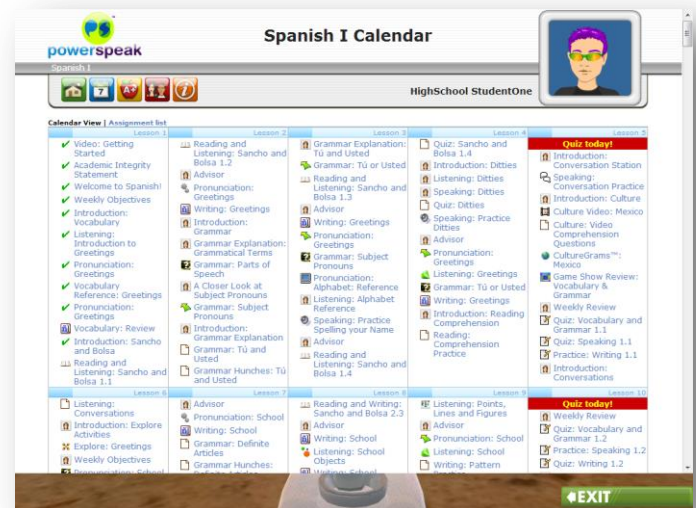 PS
powerspeak
Spanish I Calendar
Spanish I
7
A+
i
HighSchool StudentOne
Calendar View | Assignment list
Lesson 1
Video: Getting
Started
Academic Integrity
Statement
Welcome to Spanish!
Weekly Objectives
Introduction:
Vocabulary
Listening:
Introduction to
Greetings
Pronunciation:
Greetings
Vocabulary
Reference: Greetings
Pronunciation:
Greetings
Vocabulary: Review
Introduction: Sancho
and Bolsa
Reading and
Listening: Sancho and
Bolsa 1.1
Lesson 2
Reading and
Listening: Sancho and
Bolsa 1.2
Advisor
Pronunciation:
Greetings
Writing: Greetings
Introduction:
Grammar
Grammar Explanation:
Grammatical Terms
Grammar: Parts of
Speech
A Closer Look at
Subject Pronouns
Grammar: Subject
Pronouns
Introduction:
Grammar Explanation
Grammar: Tú and
Usted
Grammar Hunches: Tú
and Usted
Lesson 3
Grammar Explanation:
Tú and Usted
Grammar: Tú or Usted
Reading and
Listening: Sancho and
Bolsa 1.3
Advisor
Writing: Greetings
Pronunciation:
Greetings
Grammar: Subject
Pronouns
Pronunciation:
Alphabet: Reference
Listening: Alphabet
Reference
Speaking: Practice
Spelling your Name
Advisor
Reading and
Listening: Sancho and
Bolsa 1.4
Lesson 4
Quiz: Sancho and
Bolsa 1.4
Introduction: Ditties
Listening: Ditties
Speaking: Ditties
Quiz: Ditties
Speaking: Practice
Ditties
Advisor
Pronunciation:
Greetings
Listening: Greetings
Grammar: Tú or Usted
Writing: Greetings
Introduction: Reading
Comprehension
Reading:
Comprehension
Practice
Lesson 5
Quiz today!
Introduction:
Conversation Station
Speaking:
Conversation Practice
Introduction: Culture
Culture Video: Mexico
Culture: Video
Comprehension
Questions
CultureGrams™:
Mexico
Game Show Review:
Vocabulary &
Grammar
Weekly Review
Quiz: Vocabulary and
Grammar 1.1
Quiz: Speaking 1.1
Practice: Writing 1.1
Introduction:
Conversations
Lesson 6
Listening:
Conversations
Introduction: Explore
Activities
Explore: Greetings
Weekly Objectives
Pronunciation: School
Lesson 7
Advisor
Pronunciation: School
Writing: School
Grammar: Definite
Articles
Grammar Hunches:
Definite Articles
Lesson 8
Reading and Writing:
Sancho and Bolsa 2.3
Advisor
Writing: School
Listening: School
Objects
Writing: School
Lesson 9
Listening: Points,
Lines and Figures
Advisor
Pronunciation: School
Listening: School
Writing: Pattern
Practice
Lesson 10
Quiz today!
Weekly Review
Quiz: Vocabulary and
Grammar 1.2
Practice: Speaking 1.2
Quiz: Writing 1.2
EXIT